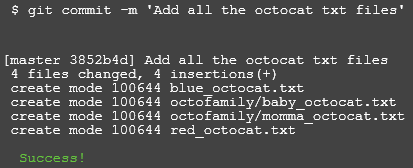 $ git commit -m 'Add all the octocat txt files'
[master 3852b4d] Add all the octocat txt files
4 files changed, 4 insertions(+)
create mode 100644 blue_octocat.txt
create mode 100644 octofamily/baby_octocat.txt
create mode 100644 octofamily/momma_octocat.txt
create mode 100644 red_octocat.txt
Success!